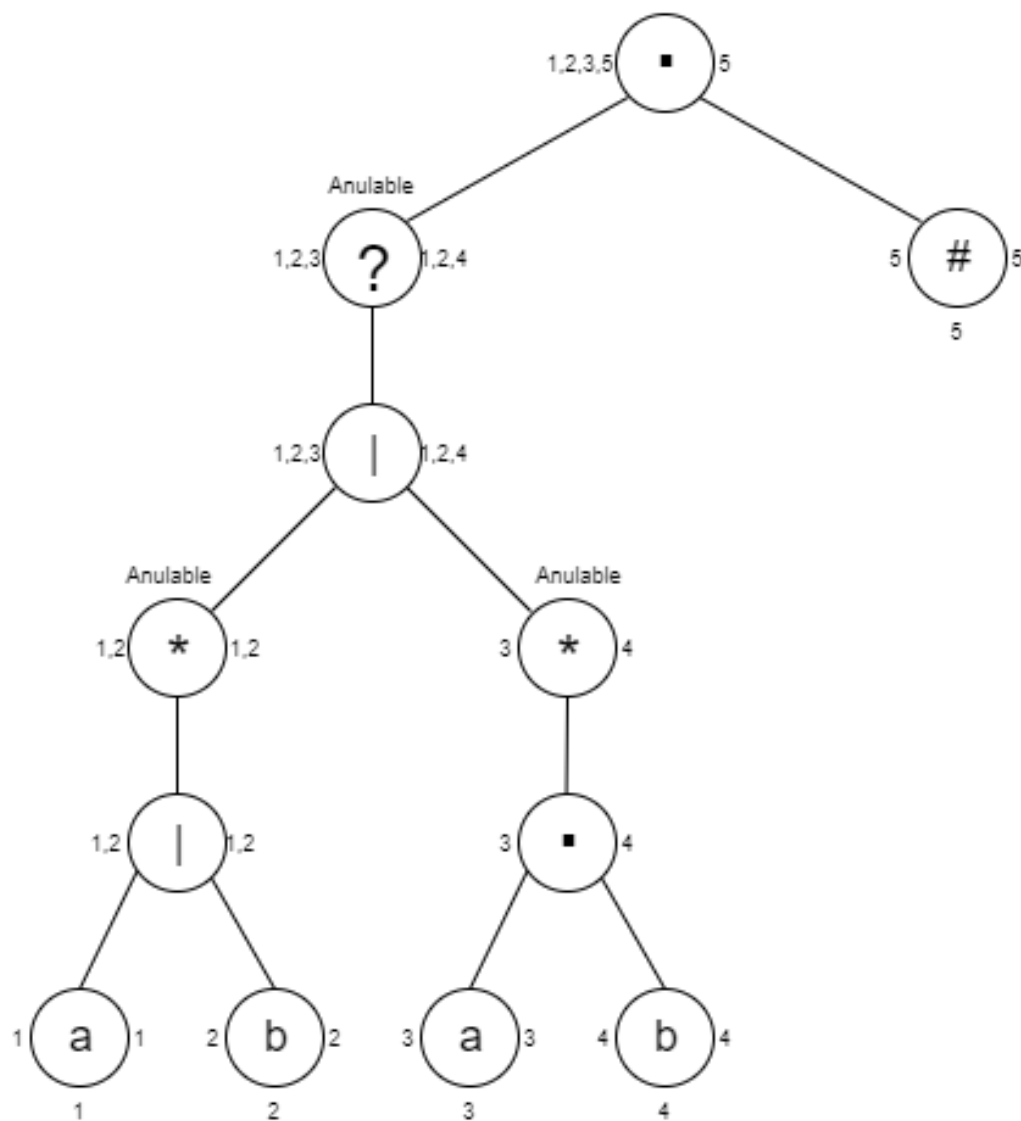 1,2,3,5 ▪ 5
Anulable
1,2,3 ? 1,2,4
5 # 5
5
1,2,3 | 1,2,4
Anulable
Anulable
1,2 * 1,2
3 * 4
1,2 | 1,2
3 ▪ 4
1 a 1
2 b 2
3 a 3
4 b 4
1
2
3
4